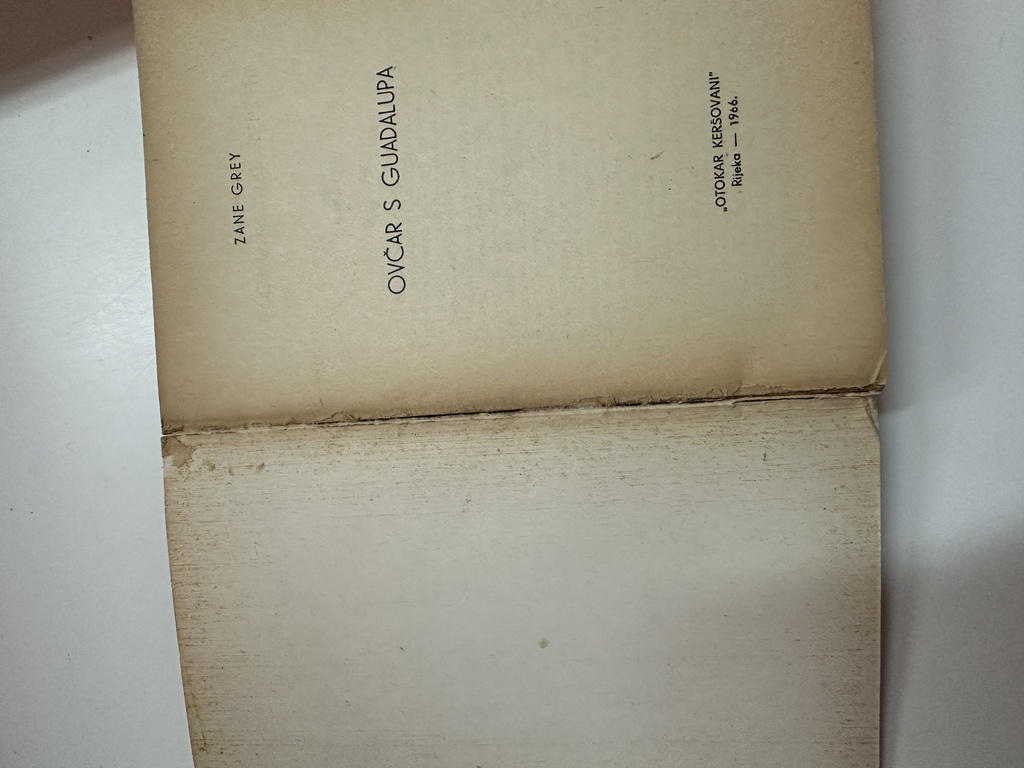 ZANE GREY
OVČAR S GUADALUPA
„OTOKAR KERŠOVANI"
Rijeka — 1966.